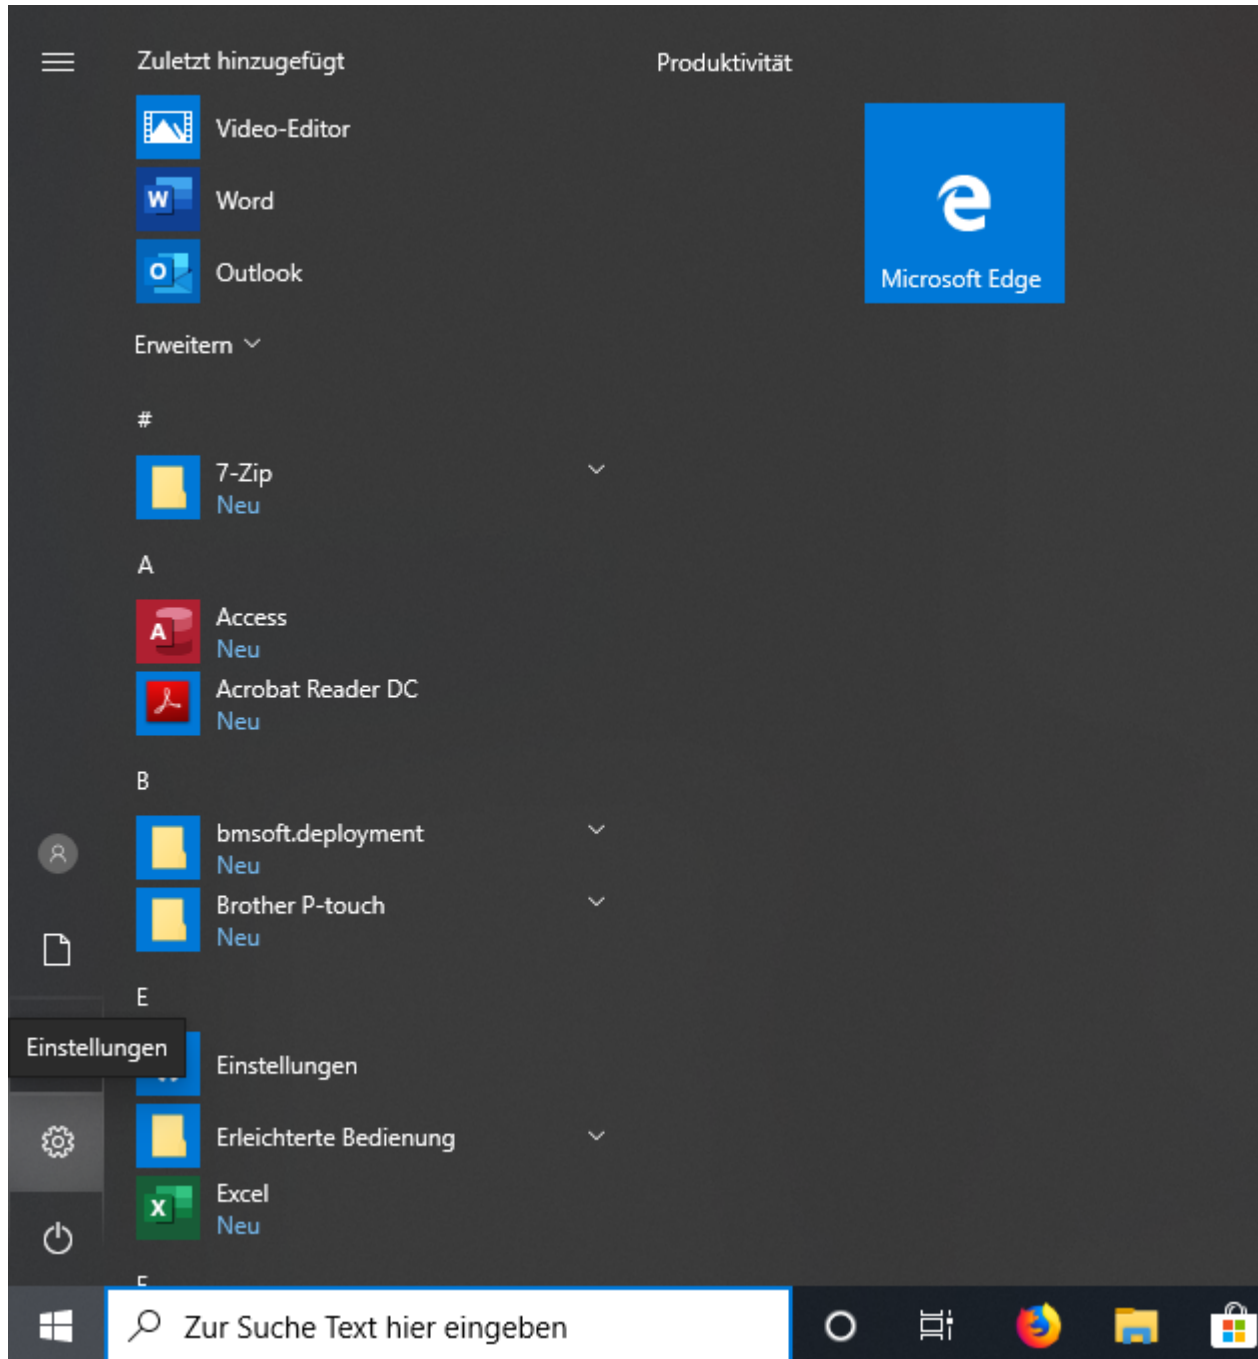 Zuletzt hinzugefügt
Video-Editor
Word
Outlook
Erweitern
#
7-Zip
Neu
A
Access
Neu
Acrobat Reader DC
Neu
B
bmsoft.deployment
Neu
Brother P-touch
Neu
E
Einstellungen
Einstellungen
Erleichterte Bedienung
Excel
Neu
Produktivität
Microsoft Edge
Zur Suche Text hier eingeben